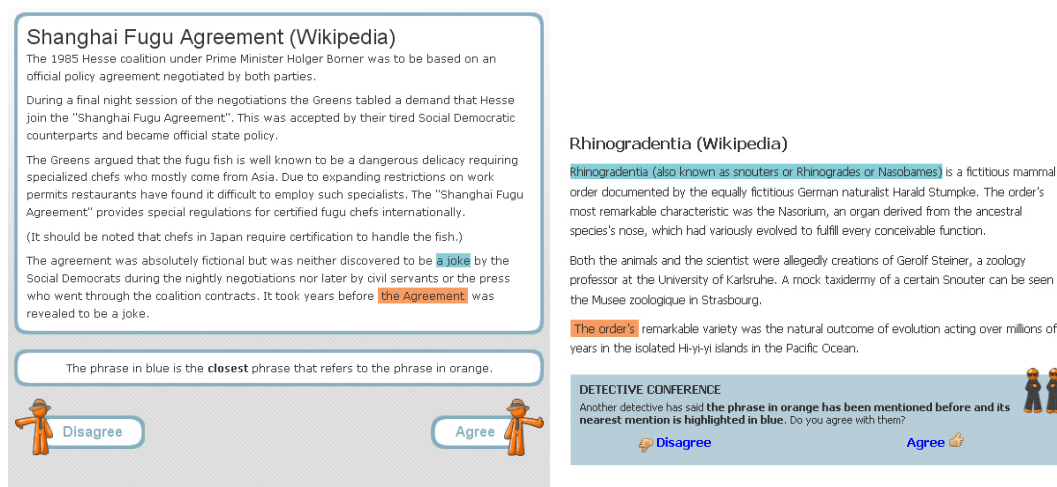 Shanghai Fugu Agreement (Wikipedia)
The 1985 Hesse coalition under Prime Minister Holger Borner was to be based on an
official policy agreement negotiated by both parties.
During a final night session of the negotiations the Greens tabled a demand that Hesse
join the "Shanghai Fugu Agreement". This was accepted by their tired Social Democratic
counterparts and became official state policy.
The Greens argued that the fugu fish is well known to be a dangerous delicacy requiring
specialized chefs who mostly come from Asia. Due to expanding restrictions on work
permits restaurants have found it difficult to employ such specialists. The "Shanghai Fugu
Agreement" provides special regulations for certified fugu chefs internationally.
(It should be noted that chefs in Japan require certification to handle the fish.)
The agreement was absolutely fictional but was neither discovered to be a joke by the
Social Democrats during the nightly negotiations nor later by civil servants or the press
who went through the coalition contracts. It took years before the Agreement was
revealed to be a joke.
The phrase in blue is the closest phrase that refers to the phrase in orange.
Disagree
Agree
Rhinogradentia (Wikipedia)
Rhinogradentia (also known as snouters or Rhinogrades or Nasobames) is a fictitious mammal
order documented by the equally fictitious German naturalist Harald Stumpke. The order's
most remarkable characteristic was the Nasorium, an organ derived from the ancestral
species's nose, which had variously evolved to fulfill every conceivable function.
Both the animals and the scientist were allegedly creations of Gerolf Steiner, a zoology
professor at the University of Karlsruhe. A mock taxidermy of a certain Snouter can be seen
the Musee zoologique in Strasbourg.
The order's remarkable variety was the natural outcome of evolution acting over millions of
years in the isolated Hi-yi-yi islands in the Pacific Ocean.
DETECTIVE CONFERENCE
Another detective has said the phrase in orange has been mentioned before and its
nearest mention is highlighted in blue. Do you agree with them?
Disagree
Agree